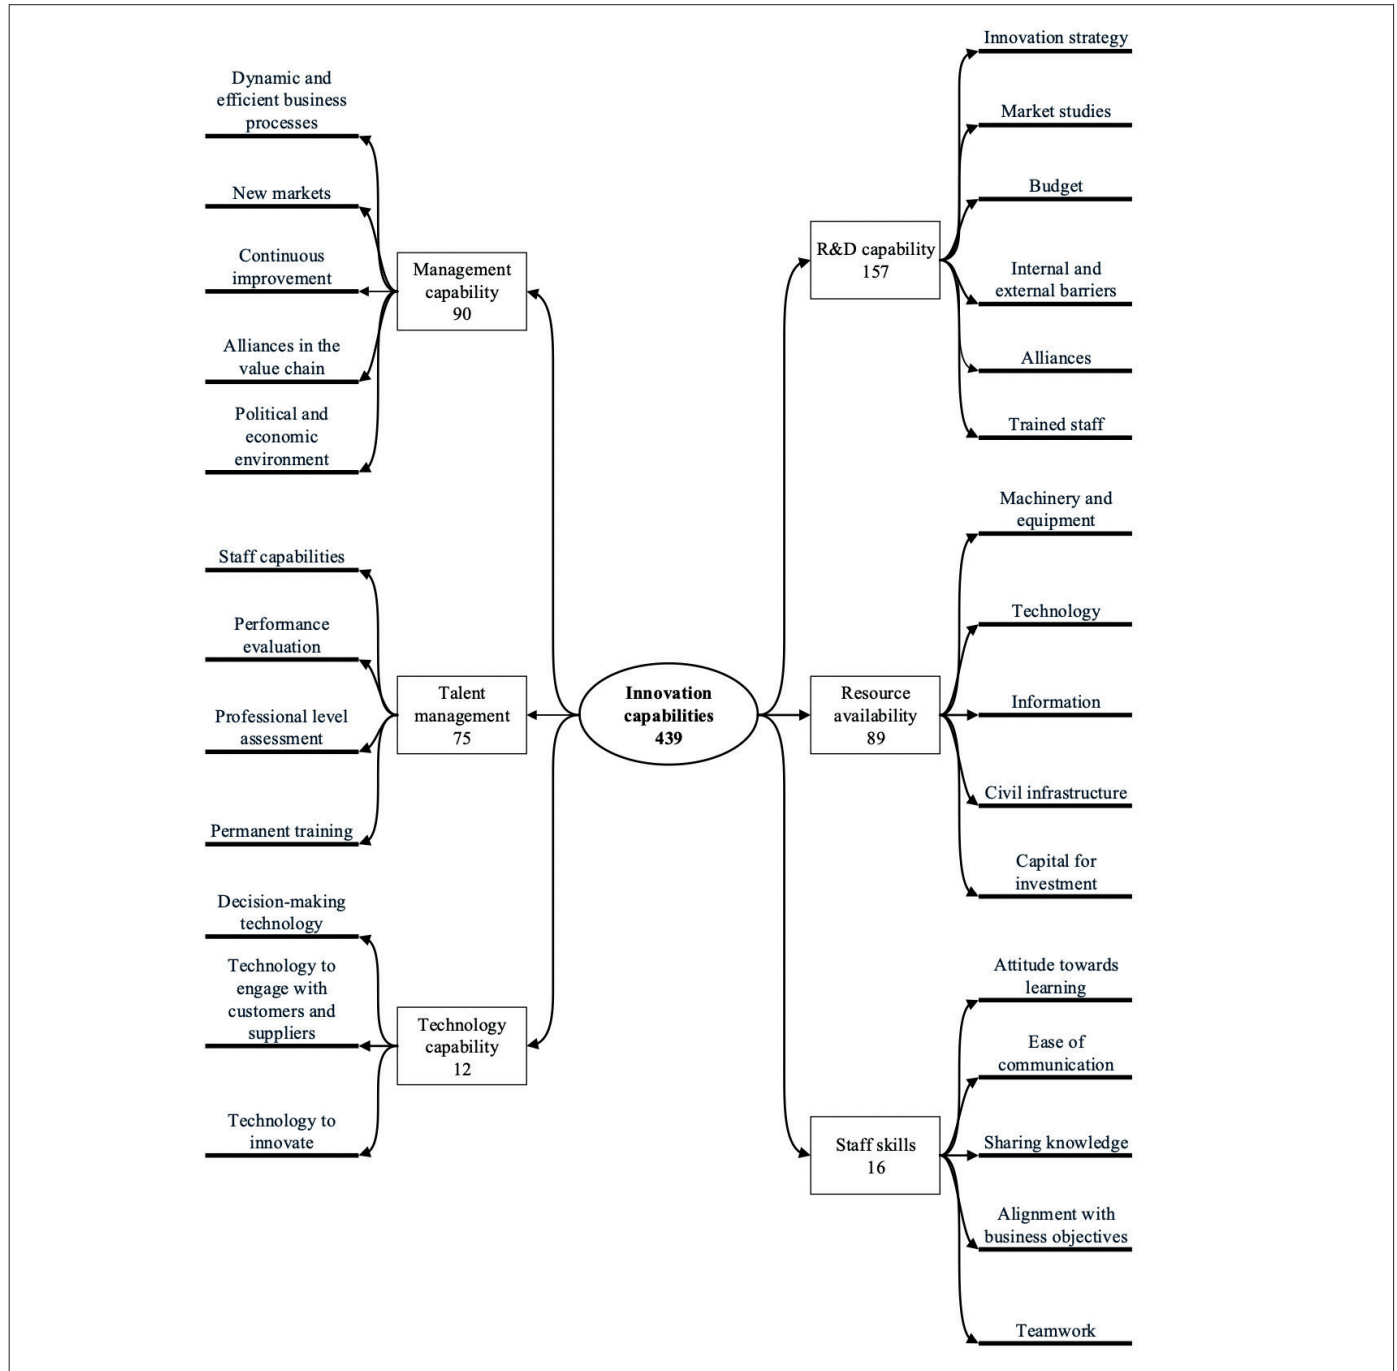 Dynamic and
efficient business
processes
New markets
Continuous
improvement
Alliances in the
value chain
Political and
economic
environment
Management
capability
90
Staff capabilities
Performance
evaluation
Professional level
assessment
Permanent training
Talent
management
75
Decision-making
technology
Technology to
engage with
customers and
suppliers
Technology to
innovate
Technology
capability
12
Innovation
capabilities
439
R&D capability
157
Innovation strategy
Market studies
Budget
Internal and
external barriers
Alliances
Trained staff
Resource
availability
89
Machinery and
equipment
Technology
Information
Civil infrastructure
Capital for
investment
Staff skills
16
Attitude towards
learning
Ease of
communication
Sharing knowledge
Alignment with
business objectives
Teamwork